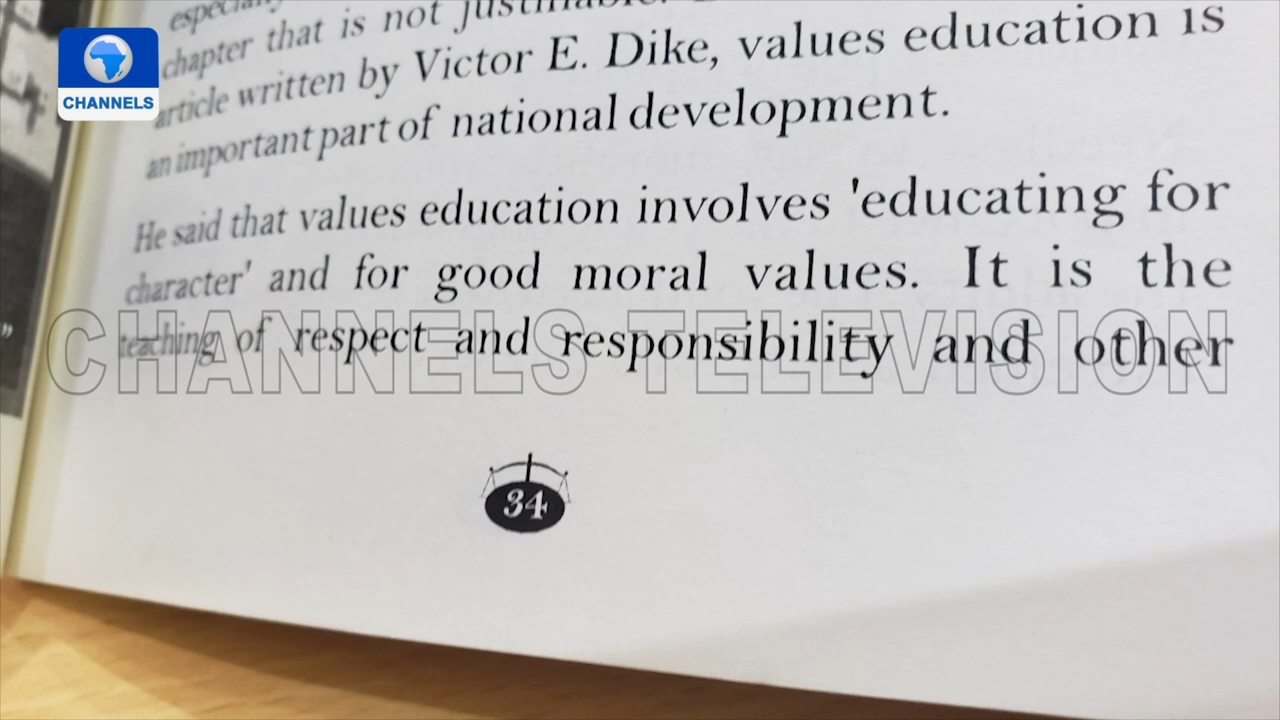 especially
chapter that is not justifiable.
article written by Victor E. Dike, values education is
an important part of national development.
He said that values education involves 'educating for
character' and for good moral values. It is the
teaching of respect and responsibility and other
34
CHANNELS
CHANNELS TELEVISION